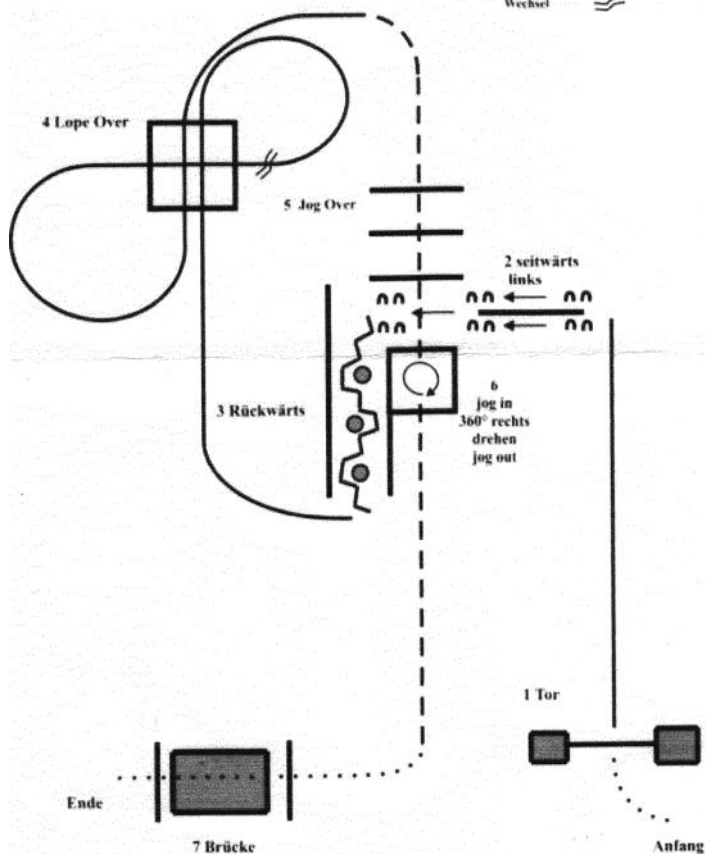 Wechsel
4 Lope Over
5 Jog Over
2 seitwärts
links
3 Rückwärts
6
jog in
360° rechts
drehen
jog out
1 Tor
Ende
7 Brücke
Anfang